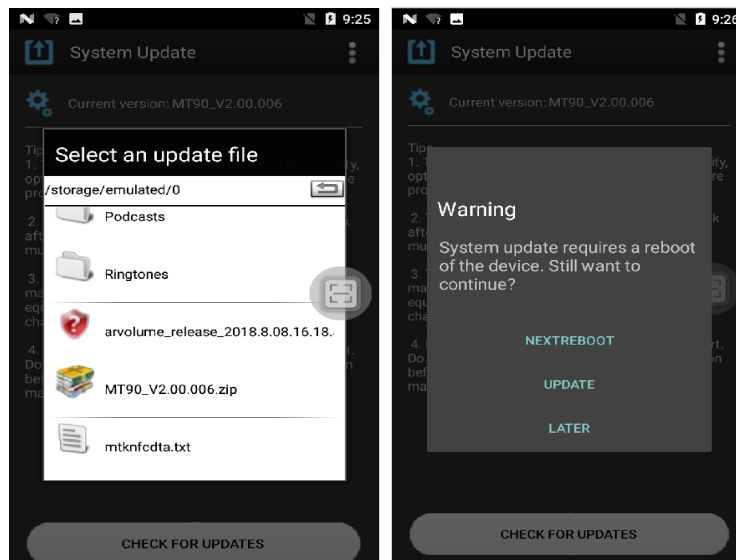 9:25
System Update
Current version: MT90_V2.00.006
Tips
Select an update file
/storage/emulated/0
Podcasts
Ringtones
arvolume_release_2018.8.08.16.18.
MT90_V2.00.006.zip
mtknfcdta.txt
CHECK FOR UPDATES
9:26
System Update
Current version: MT90_V2.00.006
Warning
System update requires a reboot
of the device. Still want to
continue?
NEXTREBOOT
UPDATE
LATER
CHECK FOR UPDATES